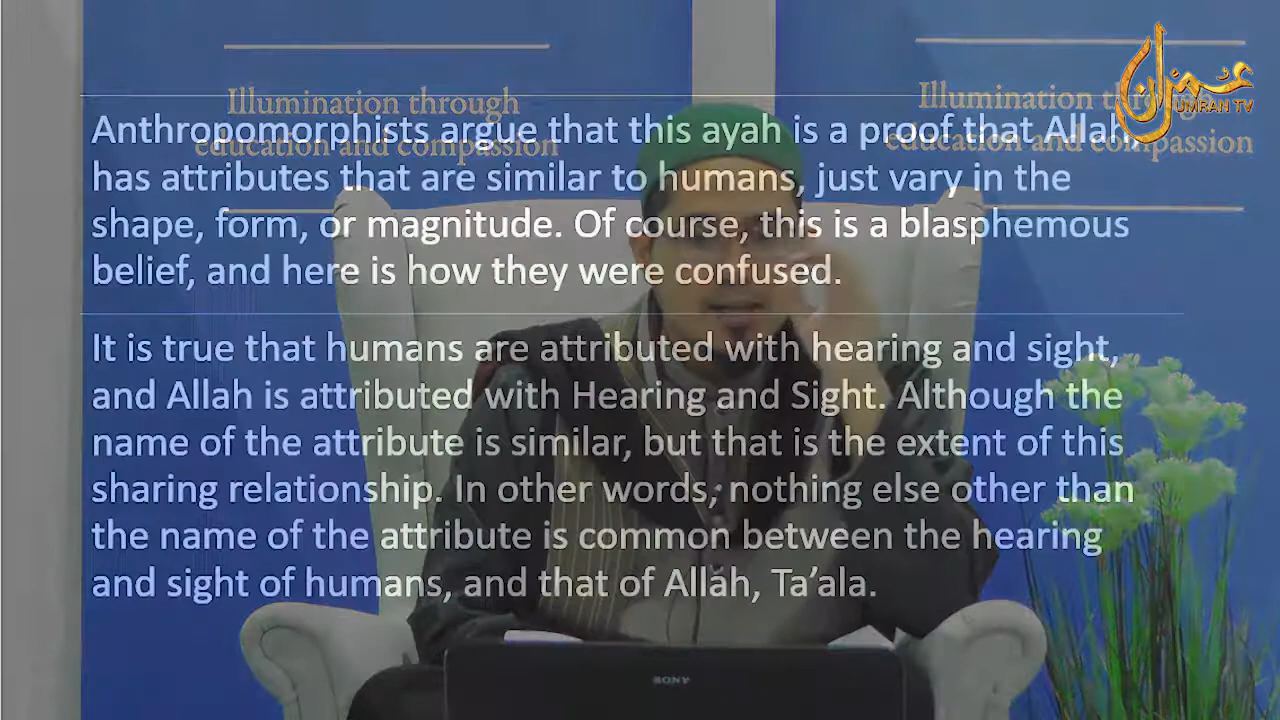 عمران
UMRAN TV
Illumination through
education and compassion
Illumination through
education and compassion
Anthropomorphists argue that this ayah is a proof that Allah,
has attributes that are similar to humans, just vary in the
shape, form, or magnitude. Of course, this is a blasphemous
belief, and here is how they were confused.
It is true that humans are attributed with hearing and sight,
and Allah is attributed with Hearing and Sight. Although the
name of the attribute is similar, but that is the extent of this
sharing relationship. In other words, nothing else other than
the name of the attribute is common between the hearing
and sight of humans, and that of Allah, Ta’ala.
SONY